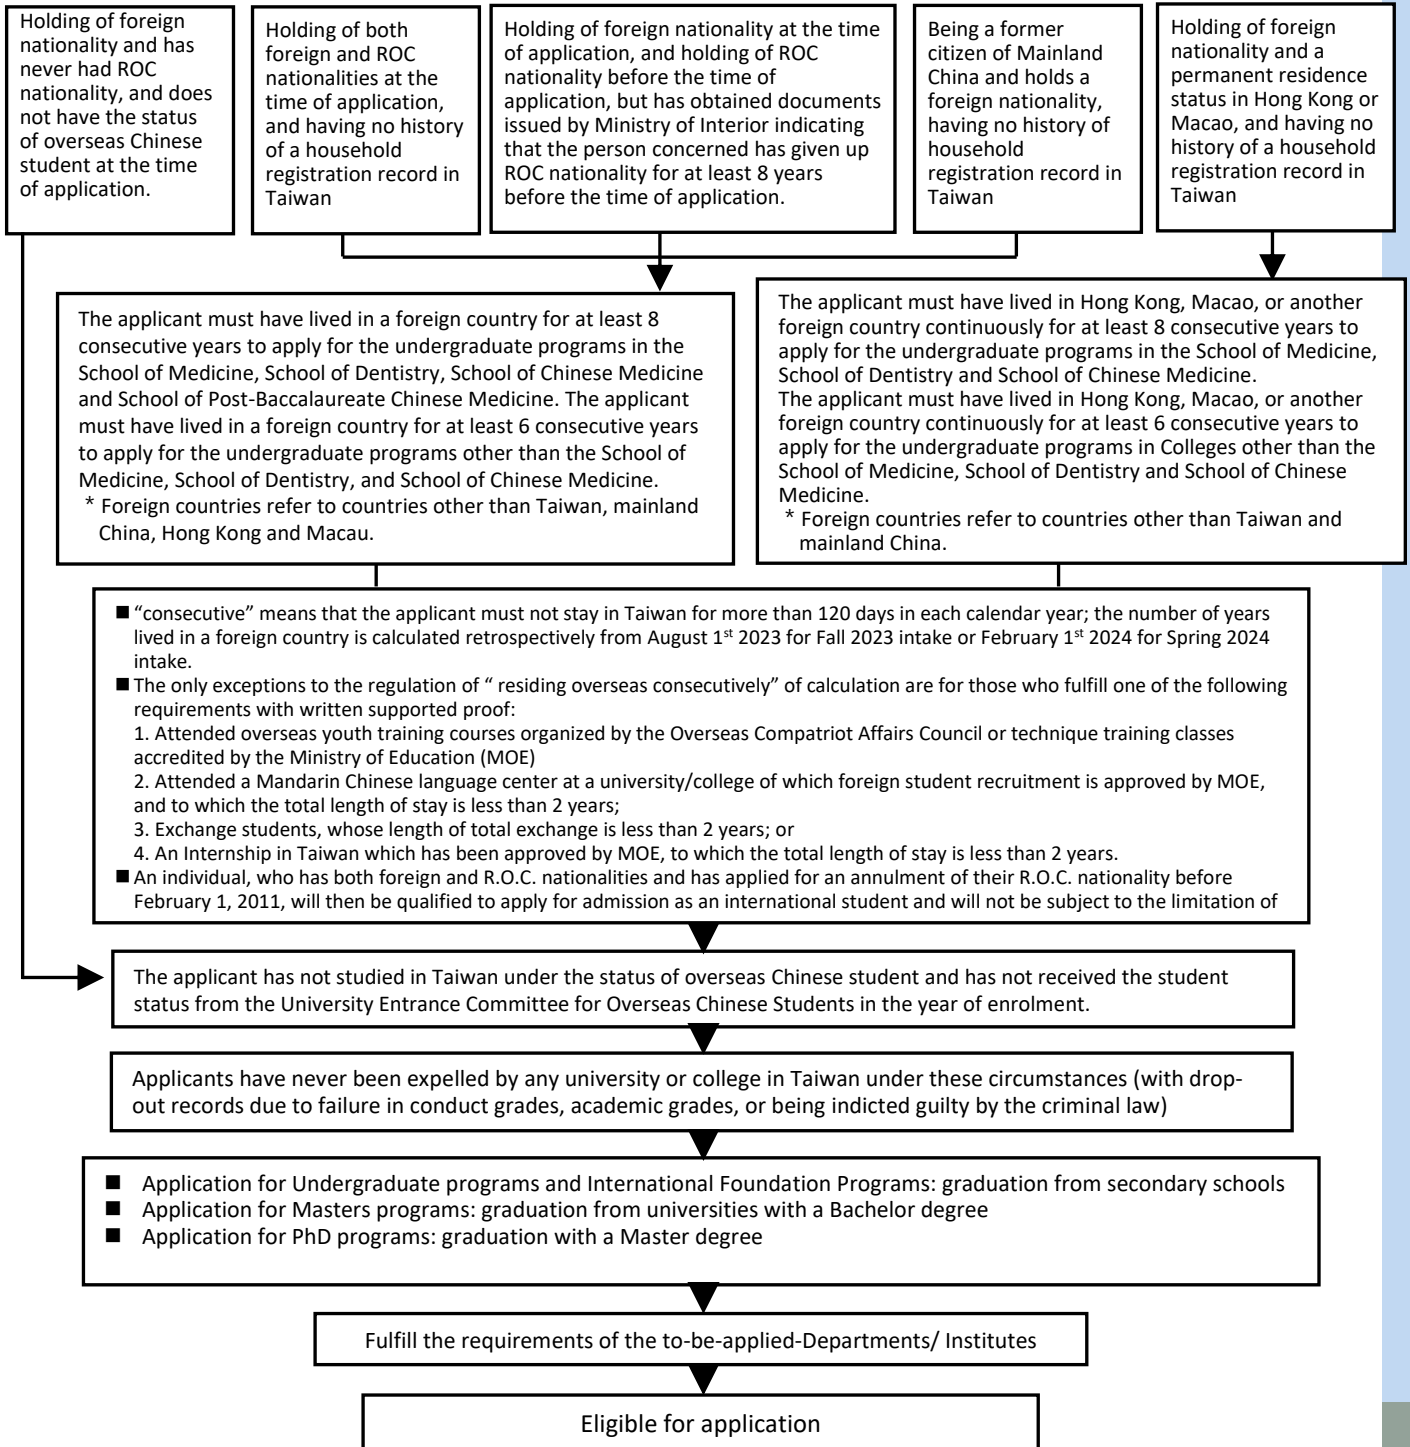 Holding of foreign
nationality and has
never had ROC
nationality, and does
not have the status
of overseas Chinese
student at the time
of application.
Holding of both
foreign and ROC
nationalities at the
time of application,
and having no history
of a household
registration record in
Taiwan
Holding of foreign nationality at the time
of application, and holding of ROC
nationality before the time of
application, but has obtained documents
issued by Ministry of Interior indicating
that the person concerned has given up
ROC nationality for at least 8 years
before the time of application.
Being a former
citizen of Mainland
China and holds a
foreign nationality,
having no history of
household
registration record in
Taiwan
Holding of foreign
nationality and a
permanent residence
status in Hong Kong or
Macao, and having no
history of a household
registration record in
Taiwan
The applicant must have lived in a foreign country for at least 8
consecutive years to apply for the undergraduate programs in the
School of Medicine, School of Dentistry, School of Chinese Medicine
and School of Post-Baccalaureate Chinese Medicine. The applicant
must have lived in a foreign country for at least 6 consecutive years
to apply for the undergraduate programs other than the School of
Medicine, School of Dentistry, and School of Chinese Medicine.
* Foreign countries refer to countries other than Taiwan, mainland
China, Hong Kong and Macau.
The applicant must have lived in Hong Kong, Macao, or another
foreign country continuously for at least 8 consecutive years to
apply for the undergraduate programs in the School of Medicine,
School of Dentistry and School of Chinese Medicine.
The applicant must have lived in Hong Kong, Macao, or another
foreign country continuously for at least 6 consecutive years to
apply for the undergraduate programs in Colleges other than the
School of Medicine, School of Dentistry and School of Chinese
Medicine.
* Foreign countries refer to countries other than Taiwan and
mainland China.
■ “consecutive” means that the applicant must not stay in Taiwan for more than 120 days in each calendar year; the number of years
lived in a foreign country is calculated retrospectively from August 1st 2023 for Fall 2023 intake or February 1st 2024 for Spring 2024
intake.
■ The only exceptions to the regulation of “ residing overseas consecutively” of calculation are for those who fulfill one of the following
requirements with written supported proof:
1. Attended overseas youth training courses organized by the Overseas Compatriot Affairs Council or technique training classes
accredited by the Ministry of Education (MOE)
2. Attended a Mandarin Chinese language center at a university/college of which foreign student recruitment is approved by MOE,
and to which the total length of stay is less than 2 years;
3. Exchange students, whose length of total exchange is less than 2 years; or
4. An Internship in Taiwan which has been approved by MOE, to which the total length of stay is less than 2 years.
■ An individual, who has both foreign and R.O.C. nationalities and has applied for an annulment of their R.O.C. nationality before
February 1, 2011, will then be qualified to apply for admission as an international student and will not be subject to the limitation of
The applicant has not studied in Taiwan under the status of overseas Chinese student and has not received the student
status from the University Entrance Committee for Overseas Chinese Students in the year of enrolment.
Applicants have never been expelled by any university or college in Taiwan under these circumstances (with drop-
out records due to failure in conduct grades, academic grades, or being indicted guilty by the criminal law)
■ Application for Undergraduate programs and International Foundation Programs: graduation from secondary schools
■ Application for Masters programs: graduation from universities with a Bachelor degree
■ Application for PhD programs: graduation with a Master degree
Fulfill the requirements of the to-be-applied-Departments/ Institutes
Eligible for application